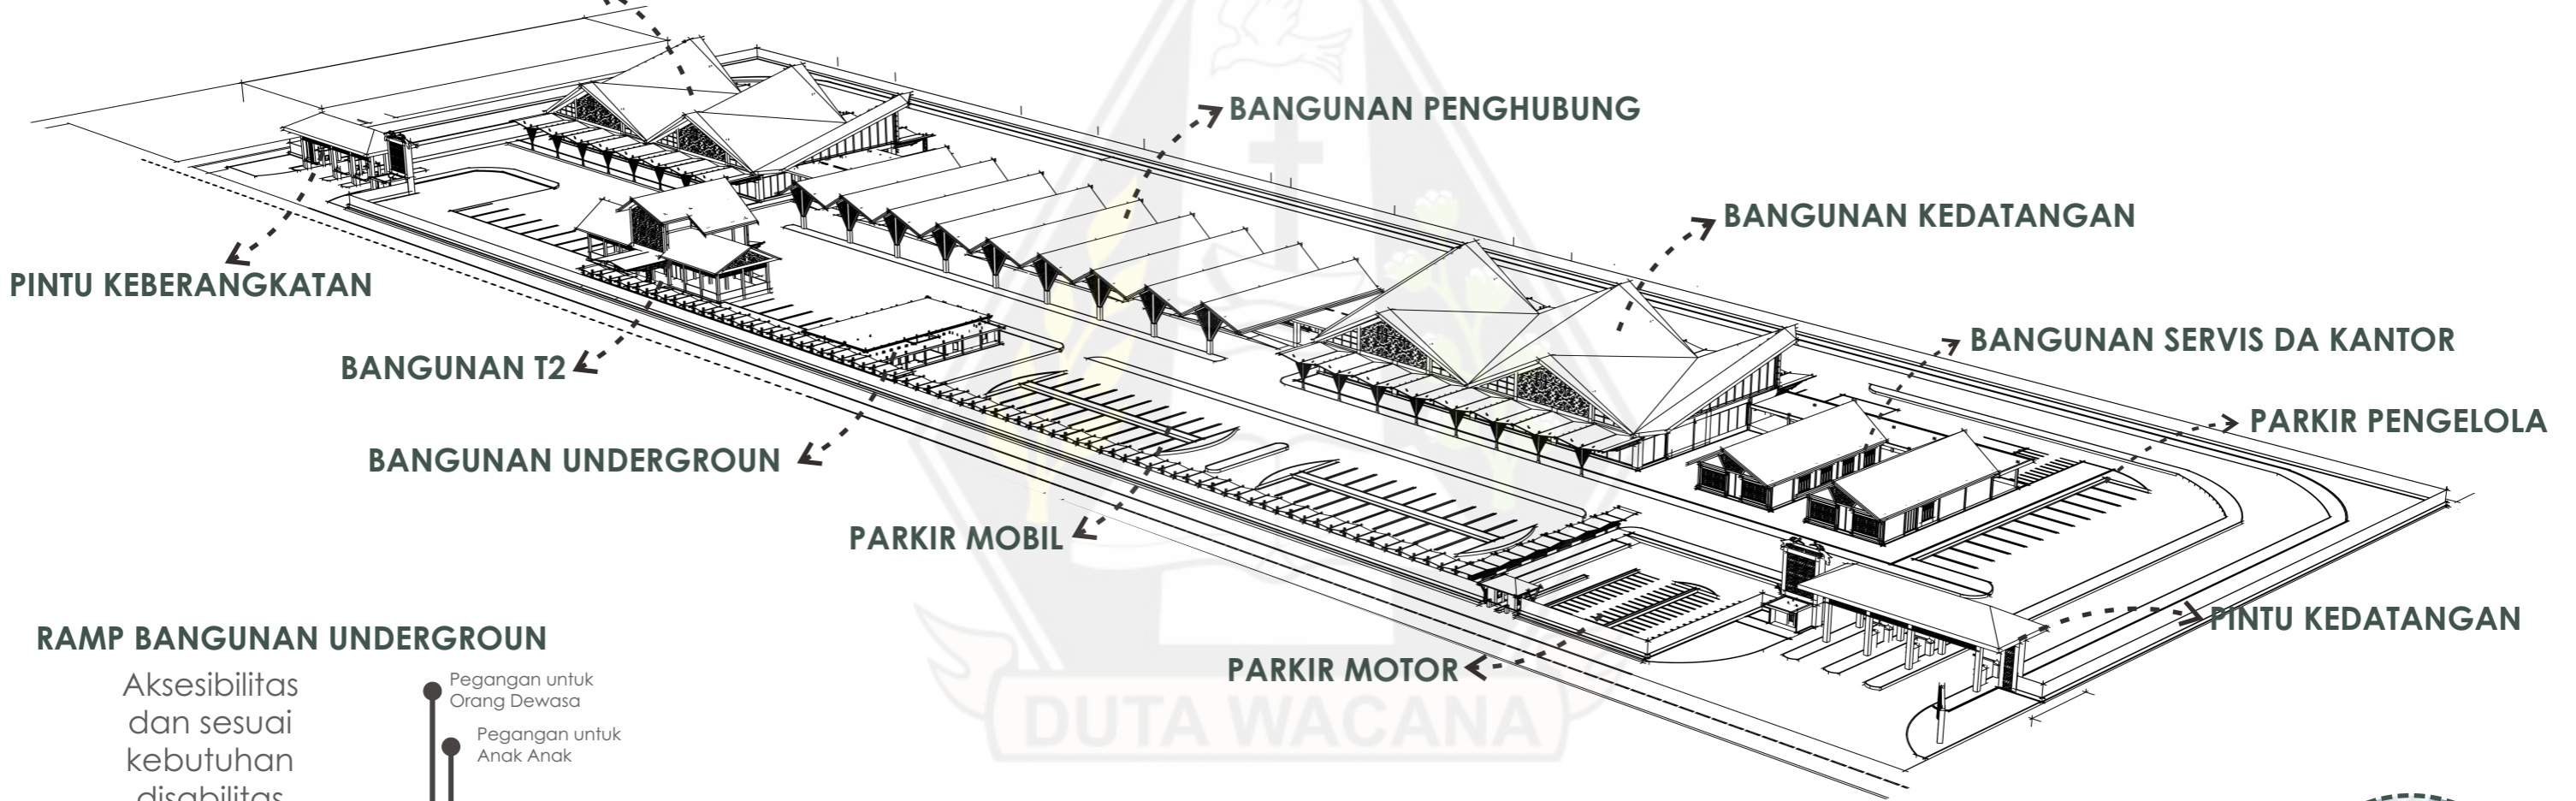 BANGUNAN PENGHUBUNG
BANGUNAN KEDATANGAN
PINTU KEBERANGKATAN
BANGUNAN SERVIS DA KANTOR
BANGUNAN T2
PARKIR PENGELOLA
BANGUNAN UNDERGROUN
PARKIR MOBIL
PINTU KEDATANGAN
PARKIR MOTOR
DUTA WACANA
RAMP BANGUNAN UNDERGROUN
Aksesibilitas
dan sesuai
kebutuhan
disabilitas
Pegangan untuk
Orang Dewasa
Pegangan untuk
Anak Anak